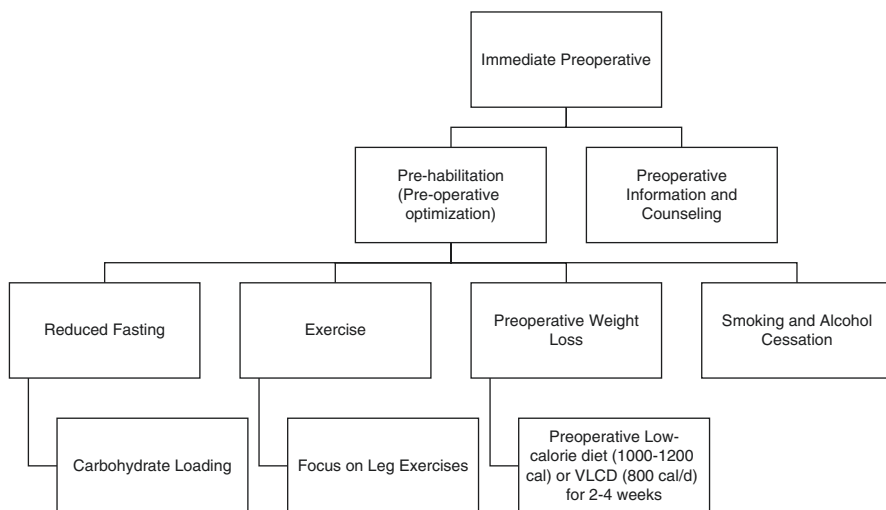 Immediate Preoperative
Pre-habilitation
(Pre-operative
optimization)
Preoperative
Information and
Counseling
Reduced Fasting
Exercise
Preoperative Weight
Loss
Smoking and Alcohol
Cessation
Carbohydrate Loading
Focus on Leg Exercises
Preoperative Low-
calorie diet (1000-1200
cal) or VLCD (800 cal/d)
for 2-4 weeks